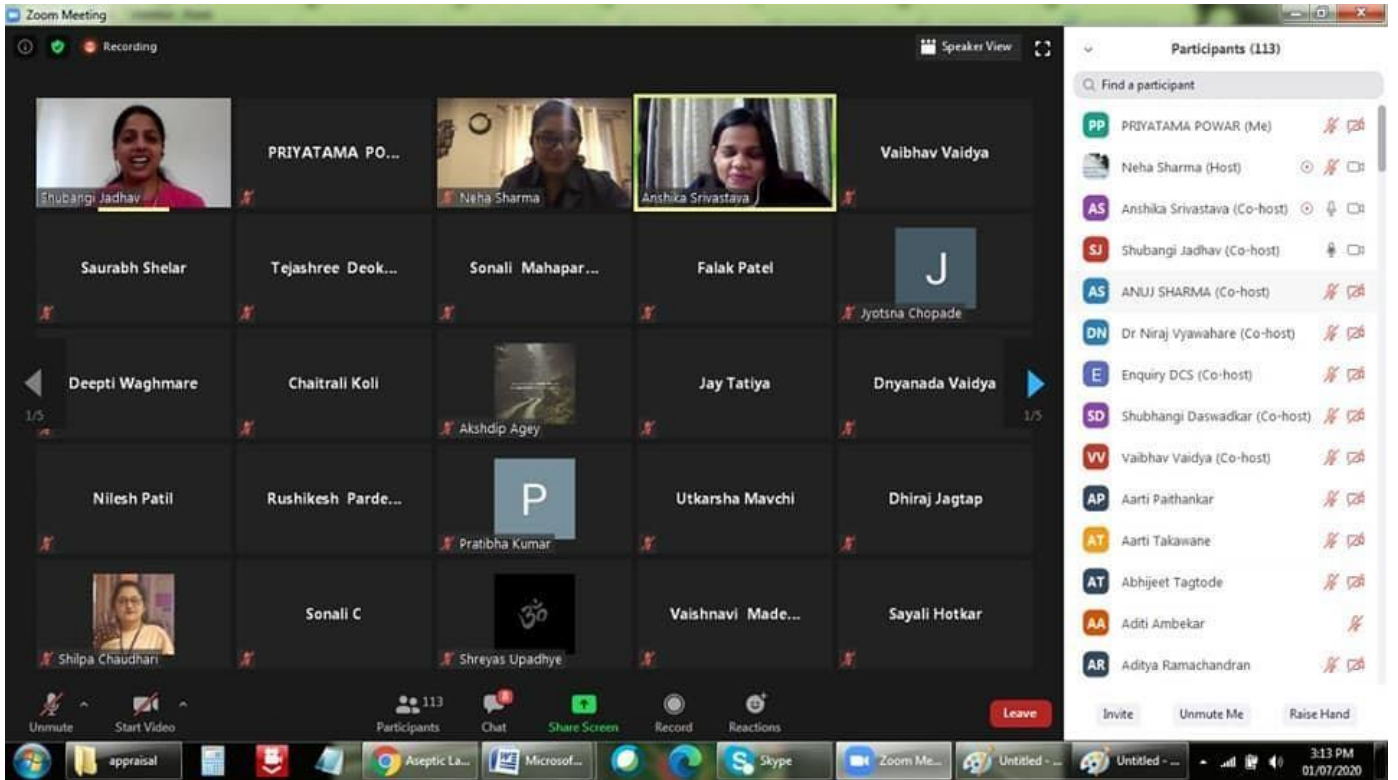 Zoom Meeting
Recording
Speaker View
Shubangi Jadhav
PRIYATAMA PO...
Neha Sharma
Anshika Srivastava
Vaibhav Vaidya
Saurabh Shelar
Tejashree Deok...
Sonali Mahapar...
Falak Patel
J
Jyotsna Chopade
1/5
Deepti Waghmare
Chaitrali Koli
Akshdip Agey
Jay Tatiya
Dnyanada Vaidya
1/5
Nilesh Patil
Rushikesh Parde...
P
Pratibha Kumar
Utkarsha Mavchi
Dhiraj Jagtap
Shilpa Chaudhari
Sonali C
ॐ
Shreyas Upadhye
Vaishnavi Made...
Sayali Hotkar
Unmute
Start Video
113
Participants
8
Chat
Share Screen
Record
Reactions
Leave
Participants (113)
Find a participant
PP PRIYATAMA POWAR (Me)
Neha Sharma (Host)
AS Anshika Srivastava (Co-host)
SJ Shubangi Jadhav (Co-host)
AS ANUJ SHARMA (Co-host)
DN Dr Niraj Vyawahare (Co-host)
E Enquiry DCS (Co-host)
SD Shubhangi Daswadkar (Co-host)
VV Vaibhav Vaidya (Co-host)
AP Aarti Paithankar
AT Aarti Takawane
AT Abhijeet Tagtode
AA Aditi Ambekar
AR Aditya Ramachandran
Invite
Unmute Me
Raise Hand
appraisal
Aseptic La...
Microsof...
Skype
Zoom Me...
Untitled - ...
Untitled - ...
3:13 PM
01/07/2020